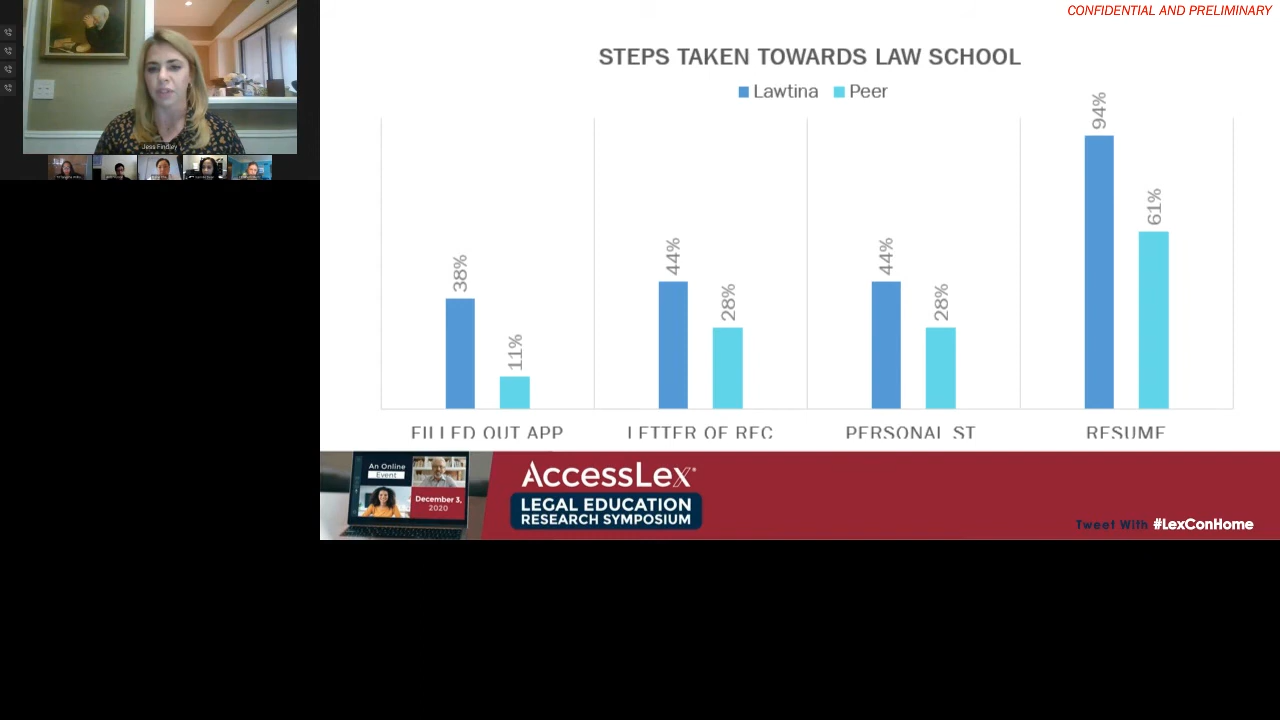 CONFIDENTIAL AND PRELIMINARY
Jess Findley
STEPS TAKEN TOWARDS LAW SCHOOL
Lawtina Peer
38%
11%
44%
28%
44%
28%
94%
61%
FILLED OUT APP
LETTER OF REC
PERSONAL ST
RESUME
An Online
Event
December 3,
2020
AccessLex®
LEGAL EDUCATION
RESEARCH SYMPOSIUM
Tweet With #LexConHome